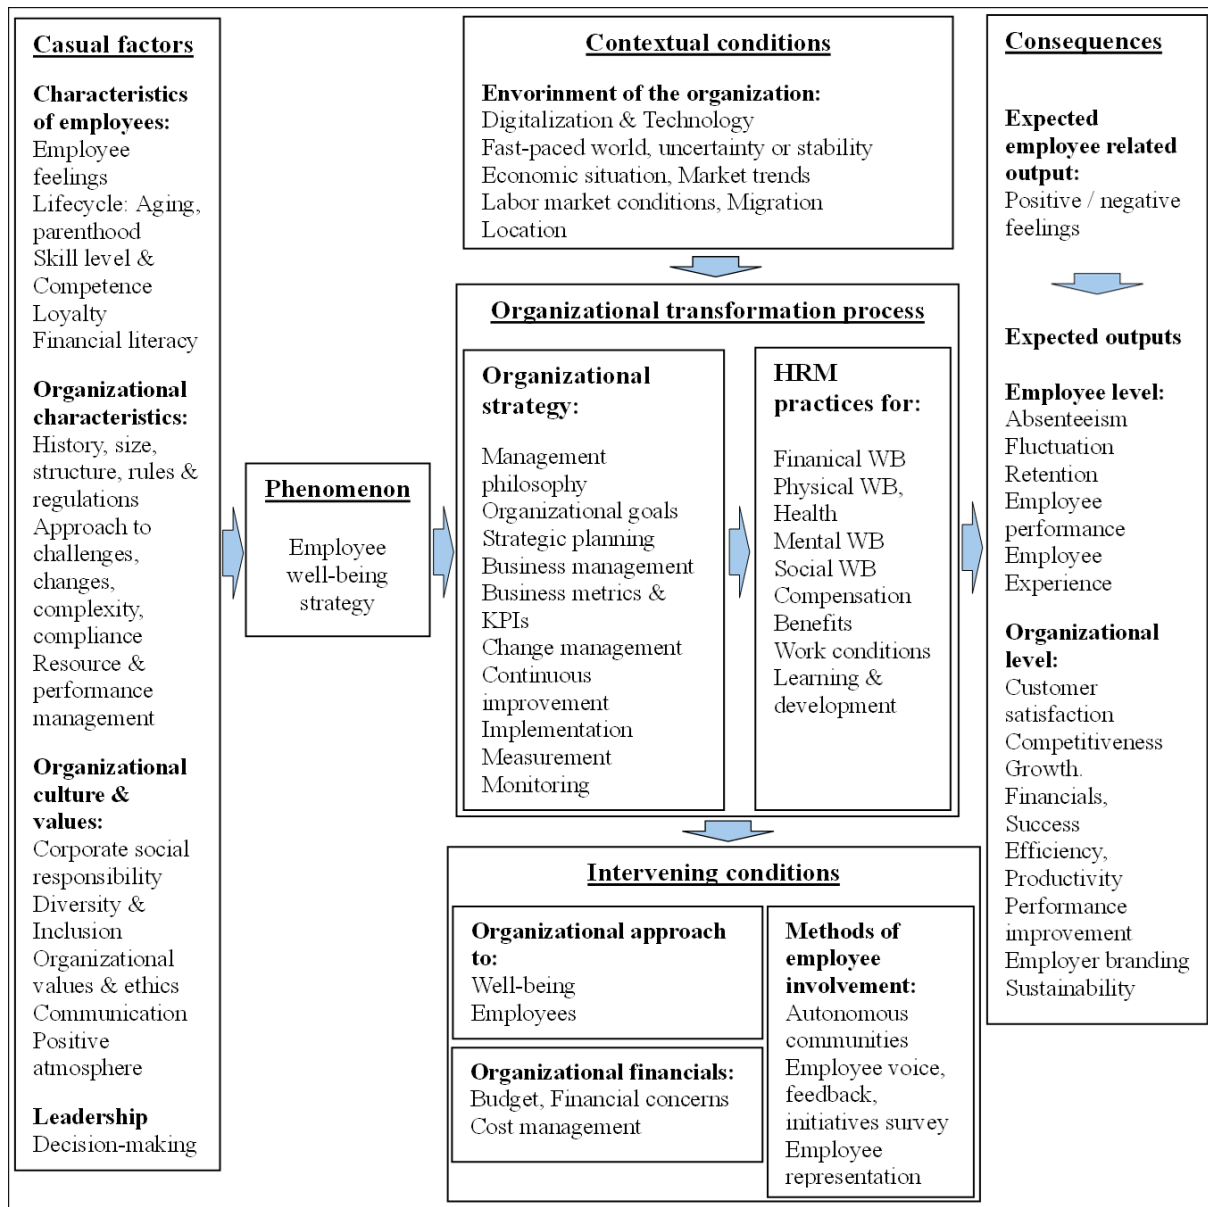 Casual factors
Characteristics
of employees:
Employee
feelings
Lifecycle: Aging,
parenthood
Skill level &
Competence
Loyalty
Financial literacy
Organizational
characteristics:
History, size,
structure, rules &
regulations
Approach to
challenges,
changes,
complexity,
compliance
Resource &
performance
management
Organizational
culture &
values:
Corporate social
responsibility
Diversity &
Inclusion
Organizational
values & ethics
Communication
Positive
atmosphere
Leadership
Decision-making
Phenomenon
Employee
well-being
strategy
Contextual conditions
Envorinment of the organization:
Digitalization & Technology
Fast-paced world, uncertainty or stability
Economic situation, Market trends
Labor market conditions, Migration
Location
Organizational transformation process
Organizational
strategy:
Management
philosophy
Organizational goals
Strategic planning
Business management
Business metrics &
KPIs
Change management
Continuous
improvement
Implementation
Measurement
Monitoring
HRM
practices for:
Finanical WB
Physical WB,
Health
Mental WB
Social WB
Compensation
Benefits
Work conditions
Learning &
development
Intervening conditions
Organizational approach
to:
Well-being
Employees
Organizational financials:
Budget, Financial concerns
Cost management
Methods of
employee
involvement:
Autonomous
communities
Employee voice,
feedback,
initiatives survey
Employee
representation
Consequences
Expected
employee related
output:
Positive / negative
feelings
Expected outputs
Employee level:
Absenteeism
Fluctuation
Retention
Employee
performance
Employee
Experience
Organizational
level:
Customer
satisfaction
Competitiveness
Growth.
Financials,
Success
Efficiency,
Productivity
Performance
improvement
Employer branding
Sustainability